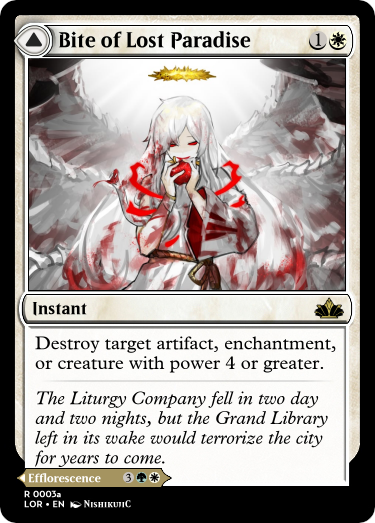 Bite of Lost Paradise 1
Instant
Destroy target artifact, enchantment,
or creature with power 4 or greater.
The Liturgy Company fell in two day
and two nights, but the Grand Library
left in its wake would terrorize the city
for years to come.
Efflorescence 3
R 0003a
LOR • EN NISHIKUJIC